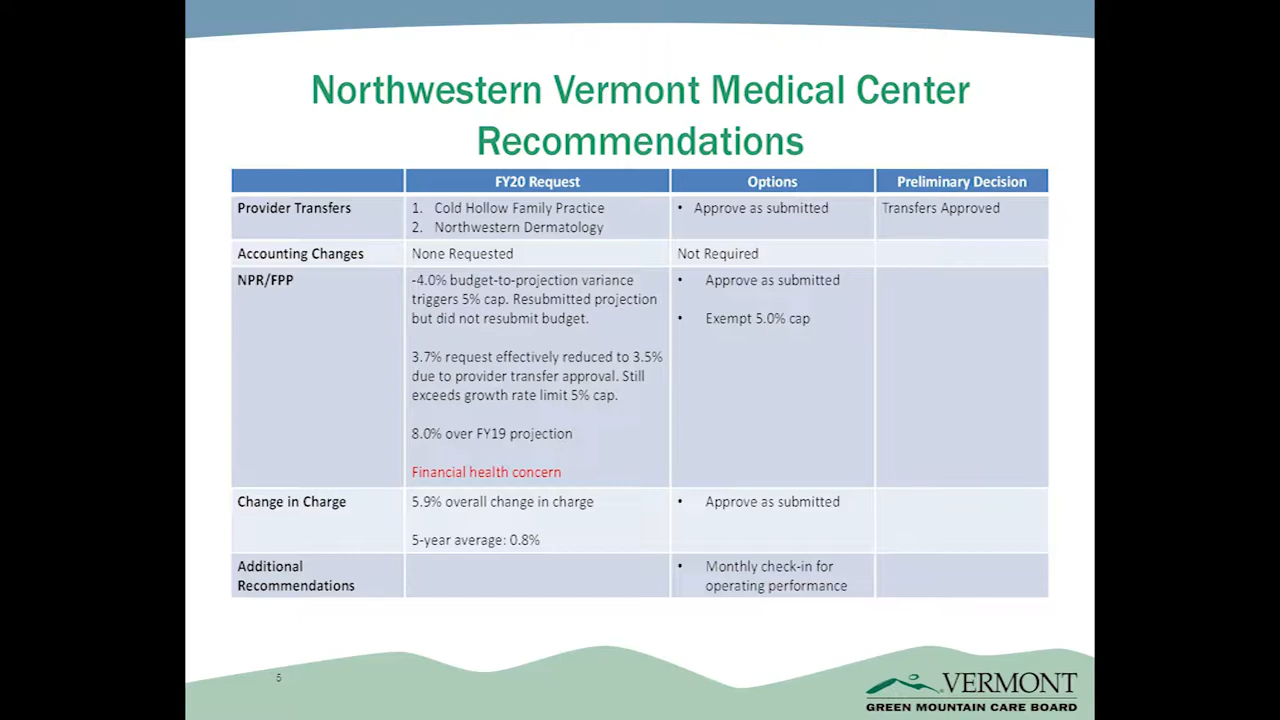 Northwestern Vermont Medical Center
Recommendations
FY20 Request
Options
Preliminary Decision
Provider Transfers
1. Cold Hollow Family Practice
2. Northwestern Dermatology
• Approve as submitted
Transfers Approved
Accounting Changes
None Requested
Not Required
NPR/FPP
-4.0% budget-to-projection variance
triggers 5% cap. Resubmitted projection
but did not resubmit budget.
3.7% request effectively reduced to 3.5%
due to provider transfer approval. Still
exceeds growth rate limit 5% cap.
8.0% over FY19 projection
Financial health concern
• Approve as submitted
• Exempt 5.0% cap
Change in Charge
5.9% overall change in charge
5-year average: 0.8%
• Approve as submitted
Additional
Recommendations
• Monthly check-in for
operating performance
5
VERMONT
GREEN MOUNTAIN CARE BOARD